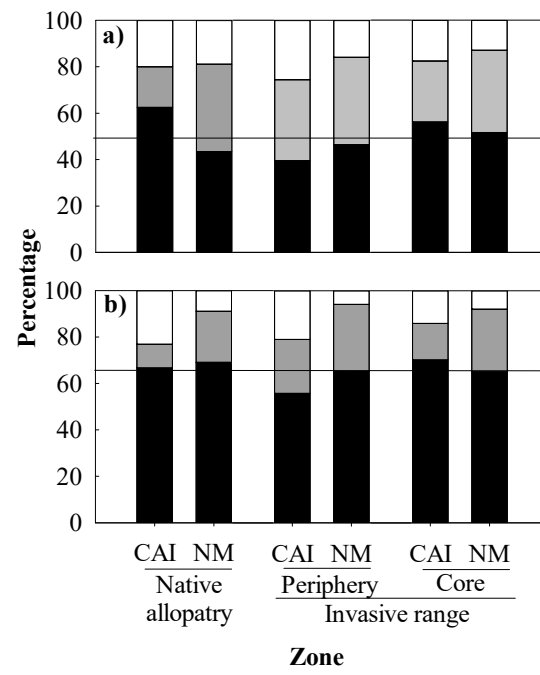 100
a)
80
60
40
20
0
Percentage
100
b)
80
60
40
20
0
CAI NM CAI NM CAI NM
Native allopatry
Periphery
Core
Invasive range
Zone